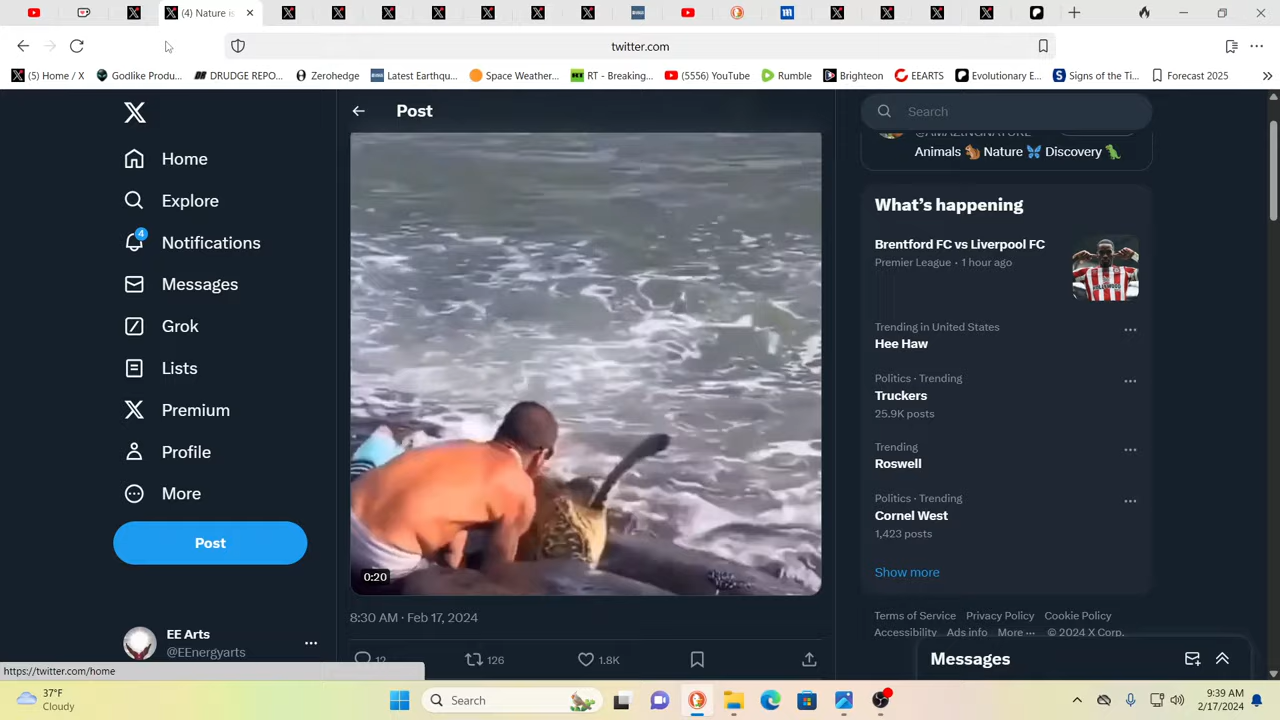 (4) Nature is
twitter.com
(5) Home / X
Godlike Produ...
DRUDGE REPO...
Zerohedge
Latest Earthqu...
Space Weather...
RT - Breaking...
(5556) YouTube
Rumble
Brighteon
EEARTS
Evolutionary E...
Signs of the Ti...
Forecast 2025
Home
Explore
4
Notifications
Messages
Grok
Lists
Premium
Profile
More
Post
EE Arts
@EEnergyarts
https://twitter.com/home
Post
0:20
8:30 AM · Feb 17, 2024
12
126
1.8K
Search
@AMAZlNGNATURE
Animals 🐿️ Nature 🦋 Discovery 🦖
What's happening
Brentford FC vs Liverpool FC
Premier League · 1 hour ago
Trending in United States
Hee Haw
Politics · Trending
Truckers
25.9K posts
Trending
Roswell
Politics · Trending
Cornel West
1,423 posts
Show more
Terms of Service Privacy Policy Cookie Policy
Accessibility Ads info More ··· © 2024 X Corp.
Messages
37°F
Cloudy
Search
9:39 AM
2/17/2024